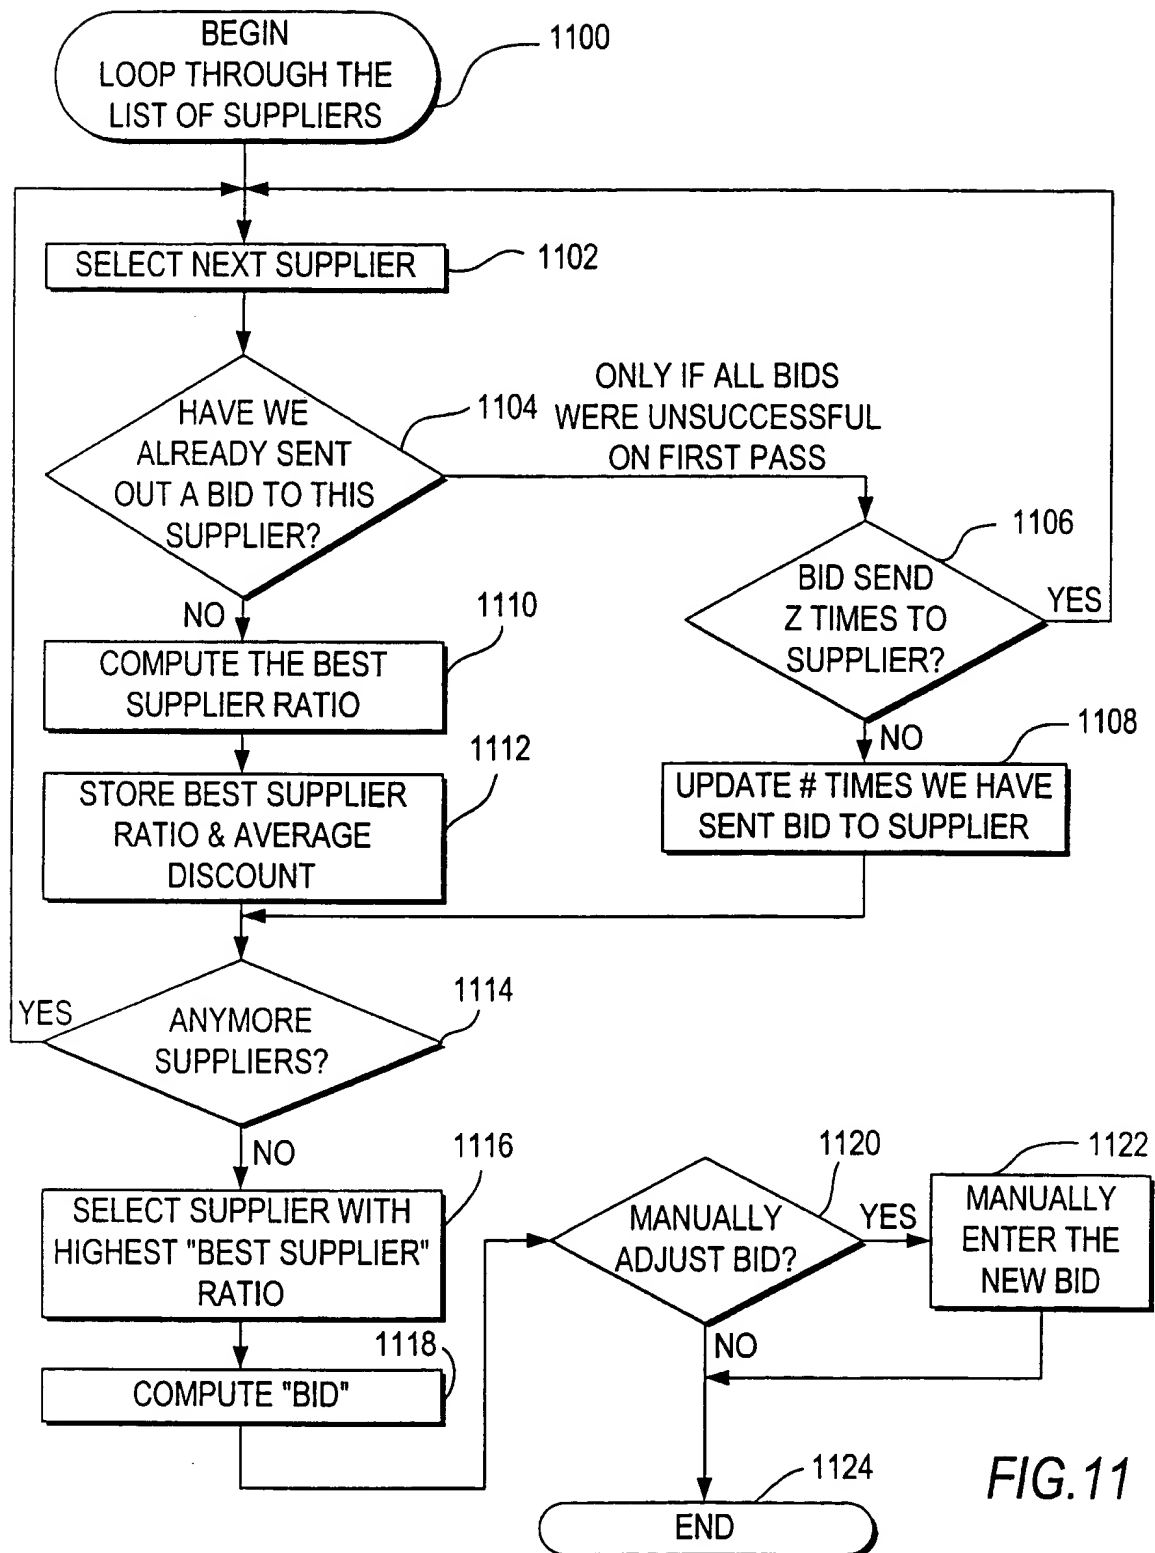 BEGIN
LOOP THROUGH THE
LIST OF SUPPLIERS
1100
SELECT NEXT SUPPLIER
1102
HAVE WE
ALREADY SENT
OUT A BID TO THIS
SUPPLIER?
1104
ONLY IF ALL BIDS
WERE UNSUCCESSFUL
ON FIRST PASS
1106
BID SEND
Z TIMES TO
SUPPLIER?
YES
NO
1110
COMPUTE THE BEST
SUPPLIER RATIO
NO
1108
UPDATE # TIMES WE HAVE
SENT BID TO SUPPLIER
1112
STORE BEST SUPPLIER
RATIO & AVERAGE
DISCOUNT
YES
ANYMORE
SUPPLIERS?
1114
NO
1116
SELECT SUPPLIER WITH
HIGHEST "BEST SUPPLIER"
RATIO
1118
COMPUTE "BID"
1120
MANUALLY
ADJUST BID?
YES
1122
MANUALLY
ENTER THE
NEW BID
NO
1124
END
FIG.11